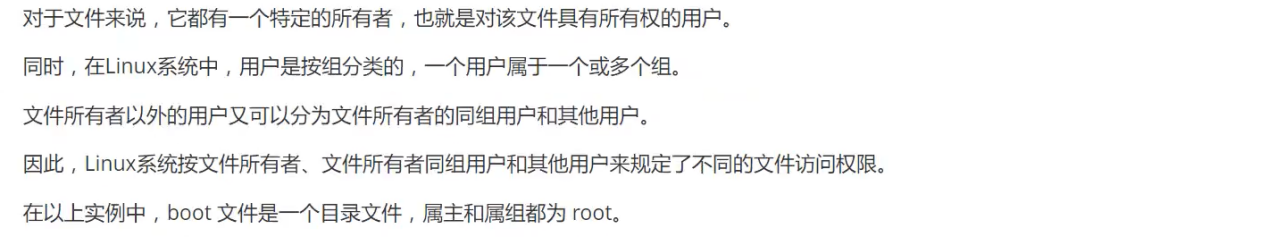 对于文件来说，它都有一个特定的所有者，也就是对该文件具有所有权的用户。
同时，在Linux系统中，用户是按组分类的，一个用户属于一个或多个组。
文件所有者以外的用户又可以分为文件所有者的同组用户和其他用户。
因此，Linux系统按文件所有者、文件所有者同组用户和其他用户来规定了不同的文件访问权限。
在以上实例中，boot 文件是一个目录文件，属主和属组都为 root。